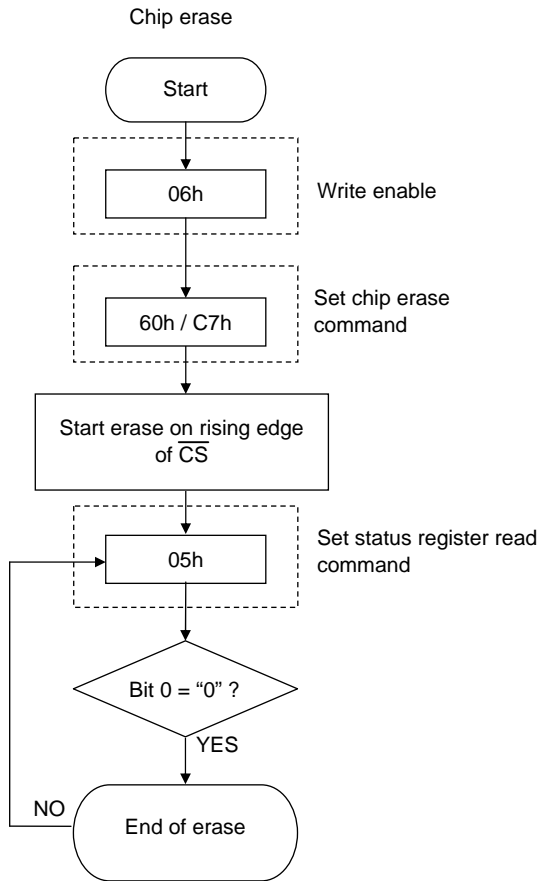 Chip erase
Start
06h
Write enable
60h / C7h
Set chip erase
command
Start erase on rising edge
of C̅S̅
05h
Set status register read
command
Bit 0 = “0” ?
YES
NO
End of erase